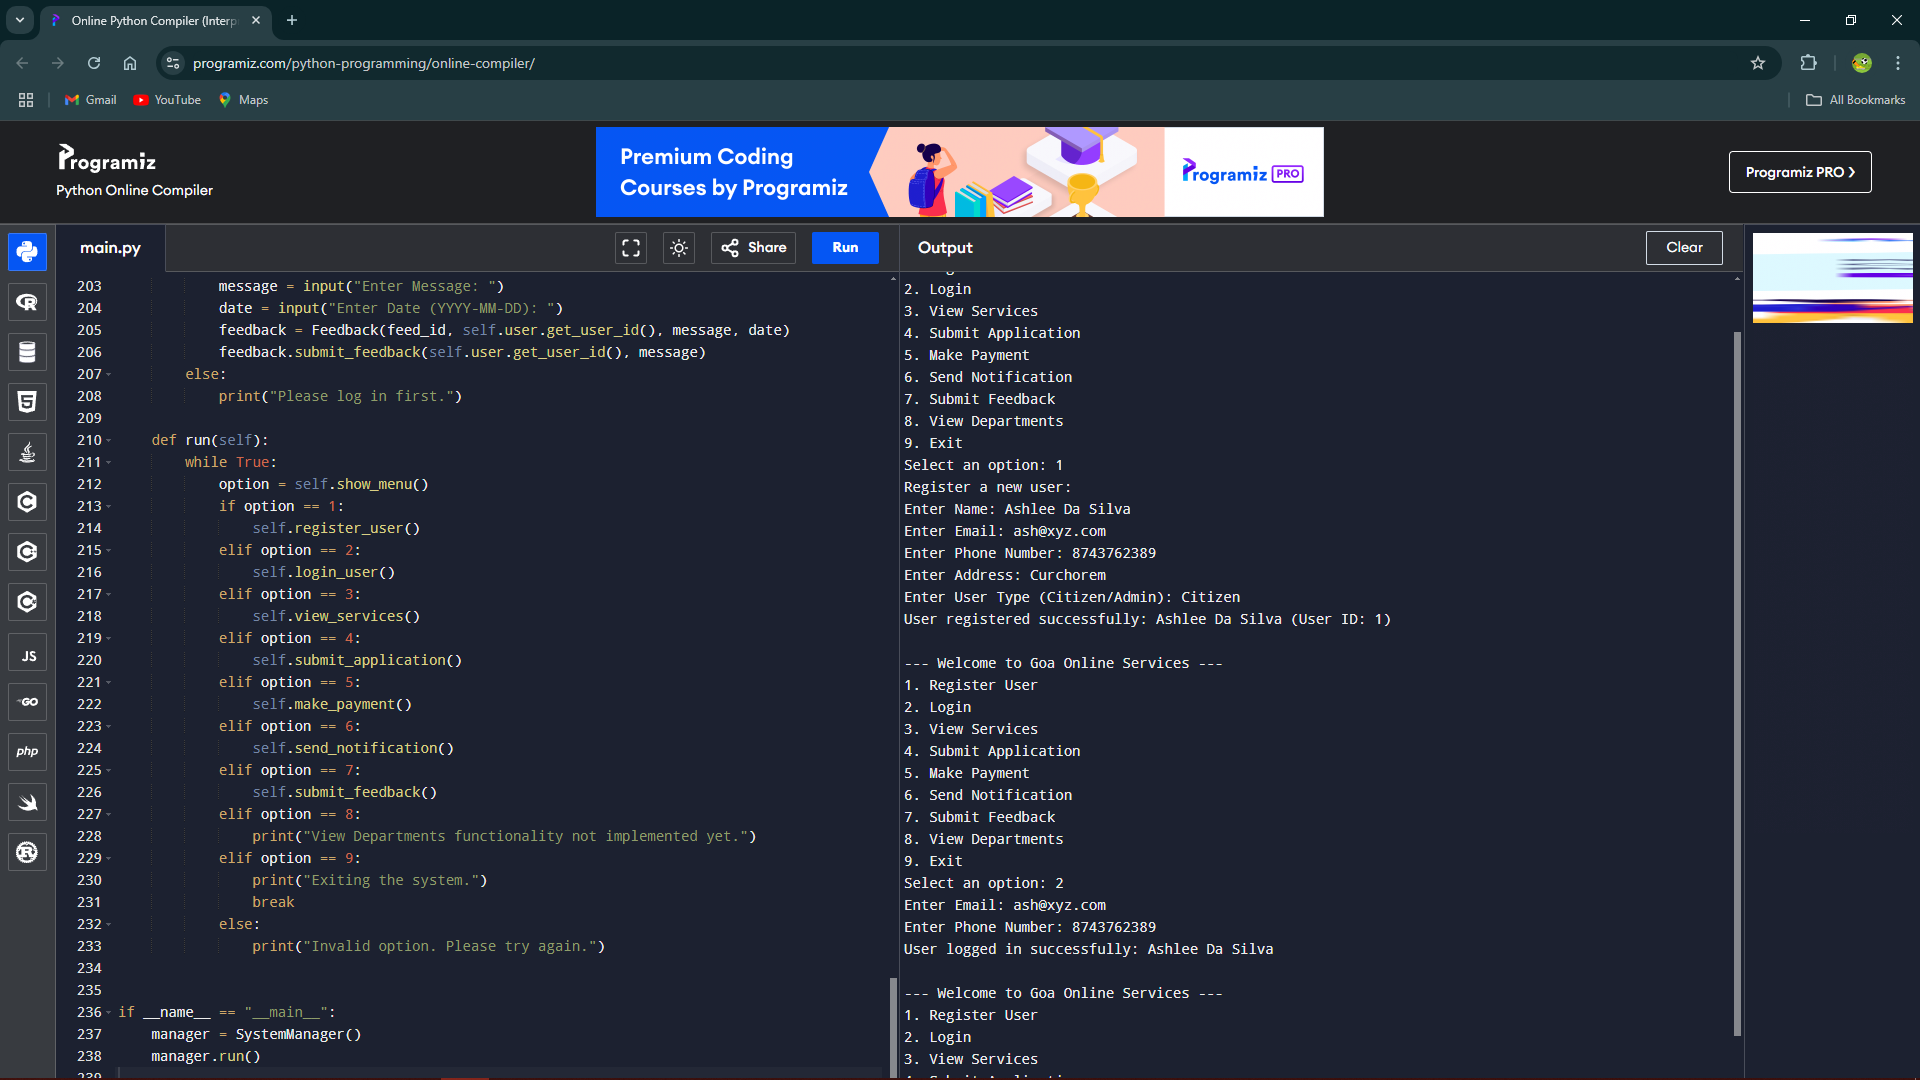 Online Python Compiler (Interp
programiz.com/python-programming/online-compiler/
Gmail YouTube Maps All Bookmarks
Programiz
Python Online Compiler
Premium Coding
Courses by Programiz
Programiz PRO
Programiz PRO ❯
main.py Share Run Output Clear
JS
GO
php
203 message = input("Enter Message: ")
204 date = input("Enter Date (YYYY-MM-DD): ")
205 feedback = Feedback(feed_id, self.user.get_user_id(), message, date)
206 feedback.submit_feedback(self.user.get_user_id(), message)
207 else:
208 print("Please log in first.")
209
210 def run(self):
211 while True:
212 option = self.show_menu()
213 if option == 1:
214 self.register_user()
215 elif option == 2:
216 self.login_user()
217 elif option == 3:
218 self.view_services()
219 elif option == 4:
220 self.submit_application()
221 elif option == 5:
222 self.make_payment()
223 elif option == 6:
224 self.send_notification()
225 elif option == 7:
226 self.submit_feedback()
227 elif option == 8:
228 print("View Departments functionality not implemented yet.")
229 elif option == 9:
230 print("Exiting the system.")
231 break
232 else:
233 print("Invalid option. Please try again.")
234
235
236 if __name__ == "__main__":
237 manager = SystemManager()
238 manager.run()
239
2. Login
3. View Services
4. Submit Application
5. Make Payment
6. Send Notification
7. Submit Feedback
8. View Departments
9. Exit
Select an option: 1
Register a new user:
Enter Name: Ashlee Da Silva
Enter Email: ash@xyz.com
Enter Phone Number: 8743762389
Enter Address: Curchorem
Enter User Type (Citizen/Admin): Citizen
User registered successfully: Ashlee Da Silva (User ID: 1)
--- Welcome to Goa Online Services ---
1. Register User
2. Login
3. View Services
4. Submit Application
5. Make Payment
6. Send Notification
7. Submit Feedback
8. View Departments
9. Exit
Select an option: 2
Enter Email: ash@xyz.com
Enter Phone Number: 8743762389
User logged in successfully: Ashlee Da Silva
--- Welcome to Goa Online Services ---
1. Register User
2. Login
3. View Services